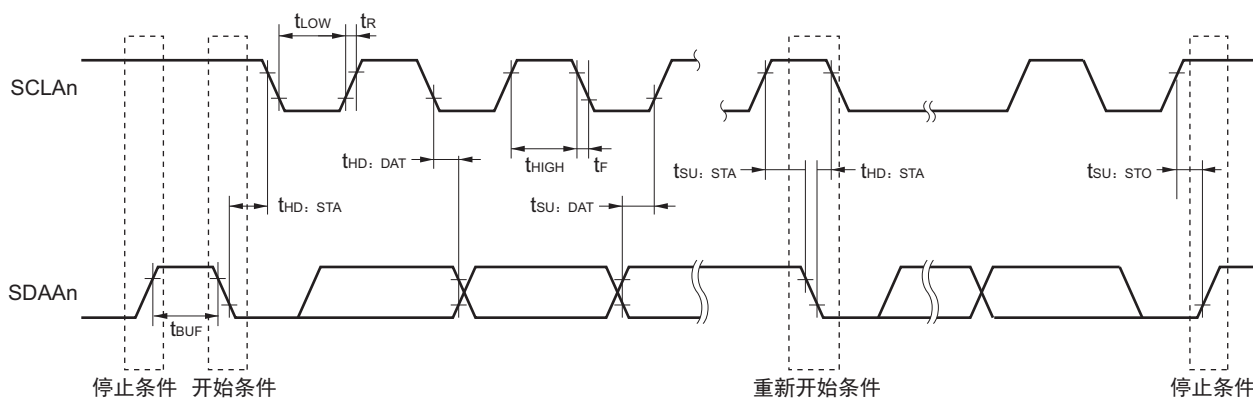 tLOW tR
SCLAn
tHD: DAT tHIGH tF tSU: STA tHD: STA tSU: STO
tHD: STA tSU: DAT
SDAAn
tBUF
停止条件 开始条件 重新开始条件 停止条件